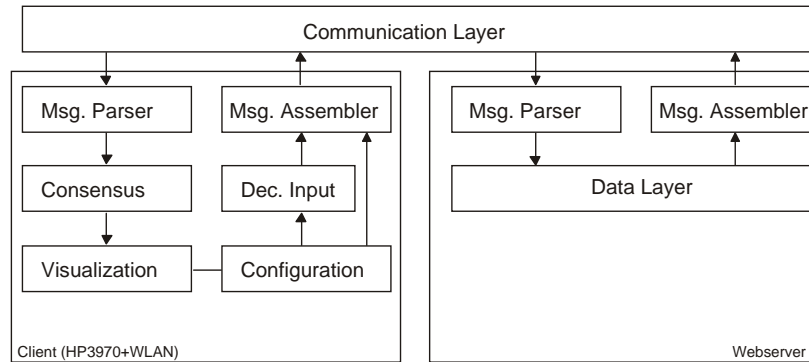 Communication Layer
Msg. Parser
Msg. Assembler
Consensus
Dec. Input
Visualization
Configuration
Client (HP3970+WLAN)
Msg. Parser
Msg. Assembler
Data Layer
Webserver